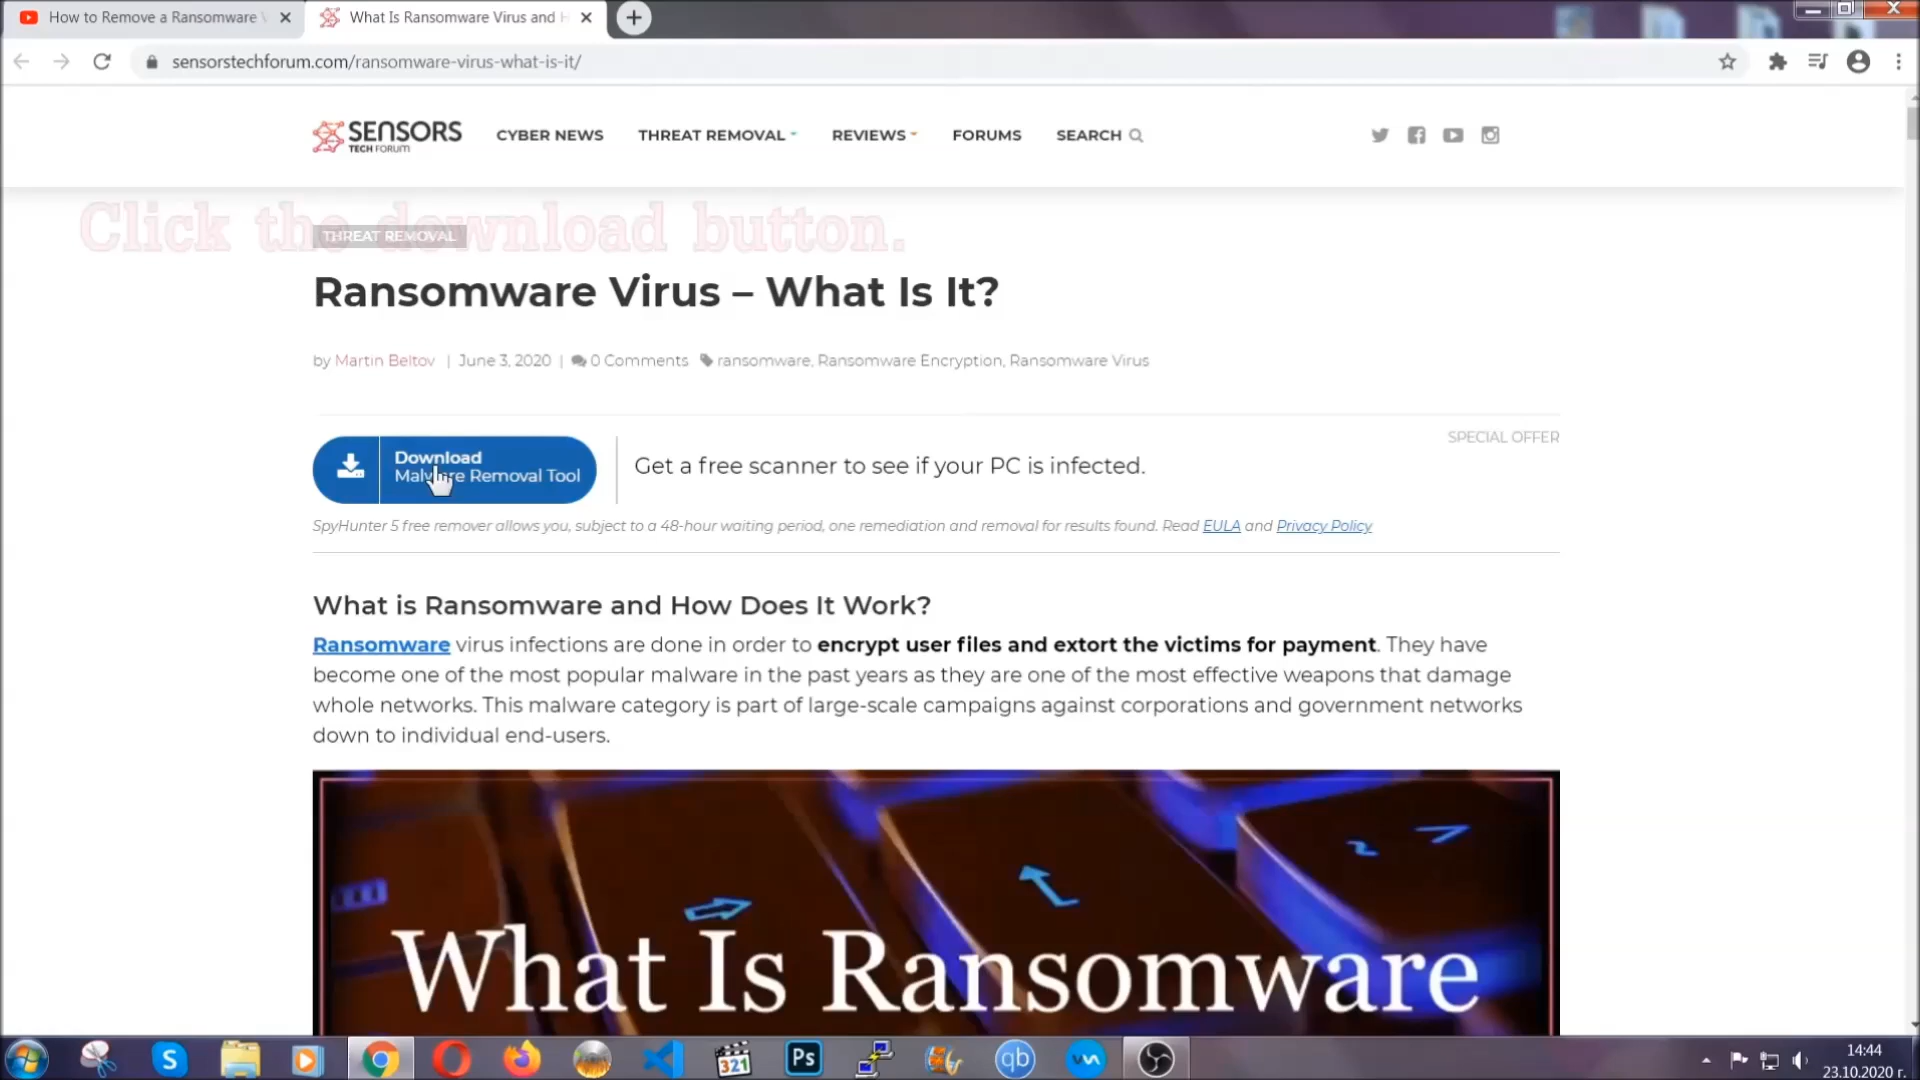 How to Remove a Ransomware V
What Is Ransomware Virus and H
sensorstechforum.com/ransomware-virus-what-is-it/
SENSORS
TECH FORUM
CYBER NEWS
THREAT REMOVAL
REVIEWS
FORUMS
SEARCH
Click the download button.
THREAT REMOVAL
Ransomware Virus – What Is It?
by Martin Beltov | June 3, 2020 | 0 Comments ransomware, Ransomware Encryption, Ransomware Virus
SPECIAL OFFER
Download
Malware Removal Tool
Get a free scanner to see if your PC is infected.
SpyHunter 5 free remover allows you, subject to a 48-hour waiting period, one remediation and removal for results found. Read EULA and Privacy Policy
What is Ransomware and How Does It Work?
Ransomware virus infections are done in order to encrypt user files and extort the victims for payment. They have
become one of the most popular malware in the past years as they are one of the most effective weapons that damage
whole networks. This malware category is part of large-scale campaigns against corporations and government networks
down to individual end-users.
What Is Ransomware
S
321
Ps
qb
14:44
23.10.2020 г.